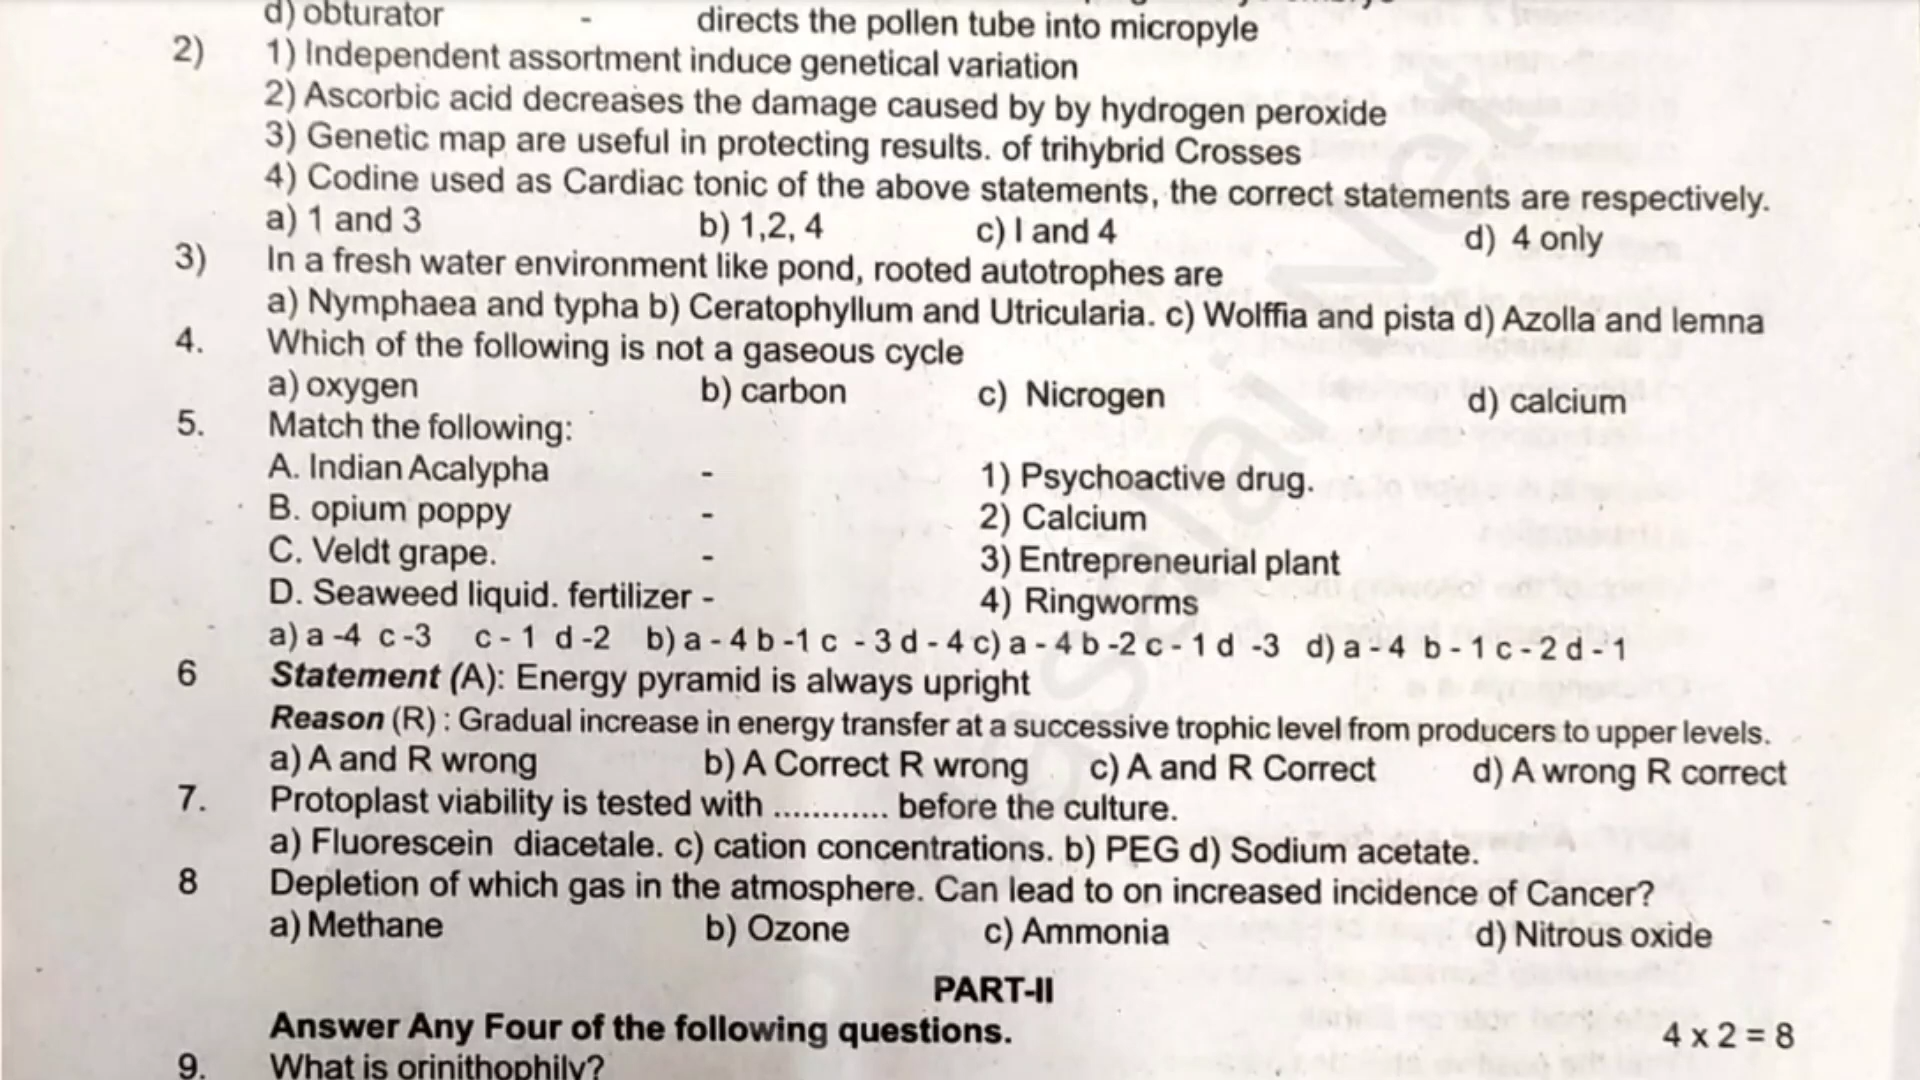 d) obturator - directs the pollen tube into micropyle
2) 1) Independent assortment induce genetical variation
2) Ascorbic acid decreases the damage caused by by hydrogen peroxide
3) Genetic map are useful in protecting results. of trihybrid Crosses
4) Codine used as Cardiac tonic of the above statements, the correct statements are respectively.
a) 1 and 3 b) 1,2, 4 c) I and 4 d) 4 only
3) In a fresh water environment like pond, rooted autotrophes are
a) Nymphaea and typha b) Ceratophyllum and Utricularia. c) Wolffia and pista d) Azolla and lemna
4. Which of the following is not a gaseous cycle
a) oxygen b) carbon c) Nicrogen d) calcium
5. Match the following:
A. Indian Acalypha - 1) Psychoactive drug.
B. opium poppy - 2) Calcium
C. Veldt grape. - 3) Entrepreneurial plant
D. Seaweed liquid. fertilizer - 4) Ringworms
a) a -4 c -3 c - 1 d -2 b) a - 4 b -1 c - 3 d - 4 c) a - 4 b -2 c - 1 d -3 d) a - 4 b - 1 c - 2 d - 1
6 Statement (A): Energy pyramid is always upright
Reason (R) : Gradual increase in energy transfer at a successive trophic level from producers to upper levels.
a) A and R wrong b) A Correct R wrong c) A and R Correct d) A wrong R correct
7. Protoplast viability is tested with ............ before the culture.
a) Fluorescein diacetale. c) cation concentrations. b) PEG d) Sodium acetate.
8 Depletion of which gas in the atmosphere. Can lead to on increased incidence of Cancer?
a) Methane b) Ozone c) Ammonia d) Nitrous oxide
PART-II
Answer Any Four of the following questions. 4 x 2 = 8
9. What is orinithophily?